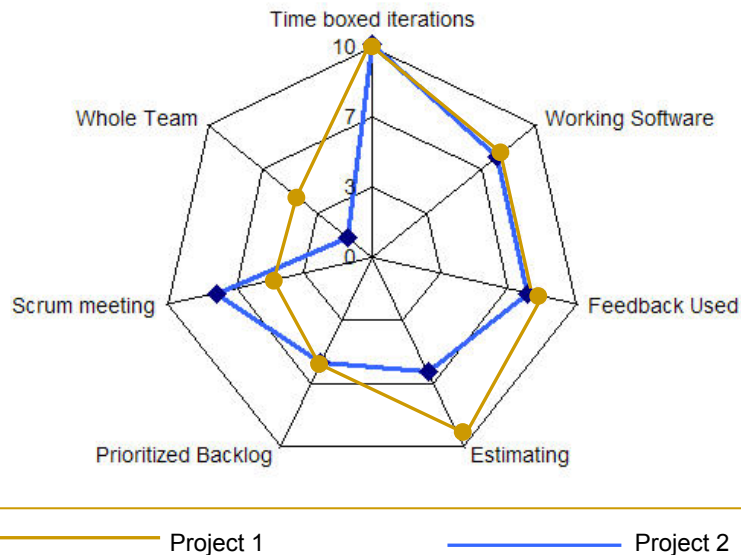 Time boxed iterations
10
Whole Team
Working Software
7
3
0
Scrum meeting
Feedback Used
Prioritized Backlog
Estimating
Project 1
Project 2